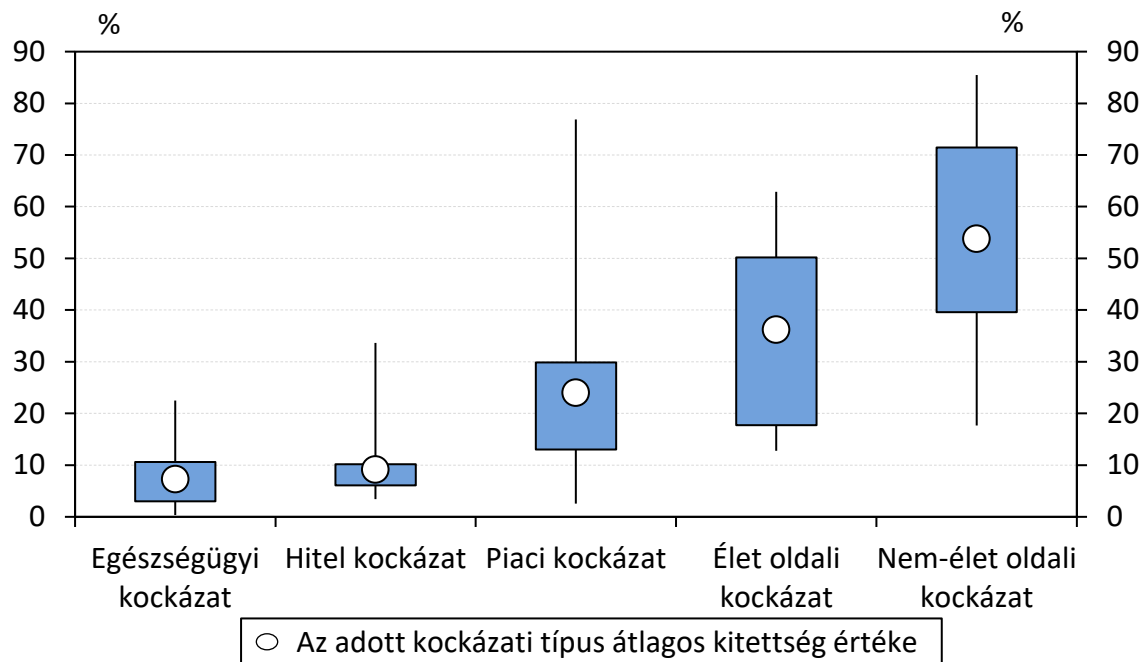 % %
90 90
80 80
70 70
60 60
50 50
40 40
30 30
20 20
10 10
0 0
Egészségügyi kockázat
Hitel kockázat
Piaci kockázat
Élet oldali kockázat
Nem-élet oldali kockázat
Az adott kockázati típus átlagos kitettség értéke